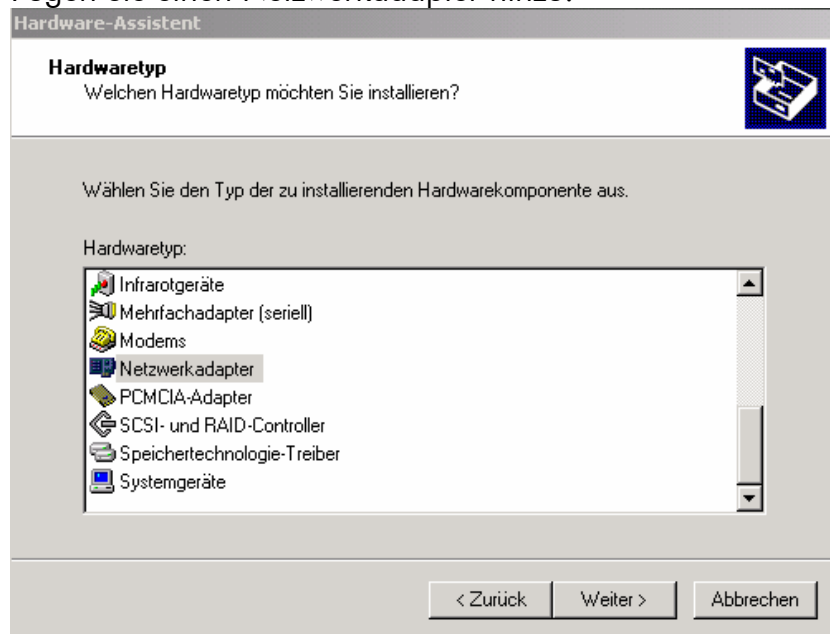 Hardware-Assistent
Hardwaretyp
Welchen Hardwaretyp möchten Sie installieren?
Wählen Sie den Typ der zu installierenden Hardwarekomponente aus.
Hardwaretyp:
Infrarotgeräte
Mehrfachadapter (seriell)
Modems
Netzwerkadapter
PCMCIA-Adapter
SCSI- und RAID-Controller
Speichertechnologie-Treiber
Systemgeräte
< Zurück Weiter > Abbrechen